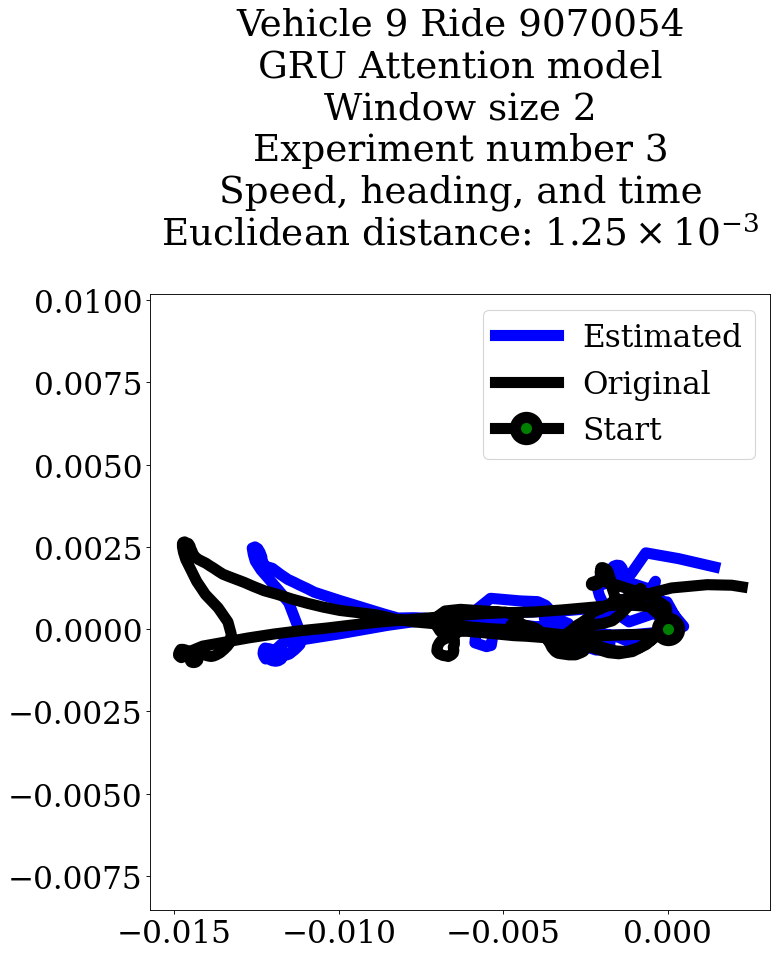 Vehicle 9 Ride 9070054
GRU Attention model
Window size 2
Experiment number 3
Speed, heading, and time
Euclidean distance: 1.25 × 10⁻³
Estimated
Original
Start
0.0100
0.0075
0.0050
0.0025
0.0000
−0.0025
−0.0050
−0.0075
−0.015 −0.010 −0.005 0.000